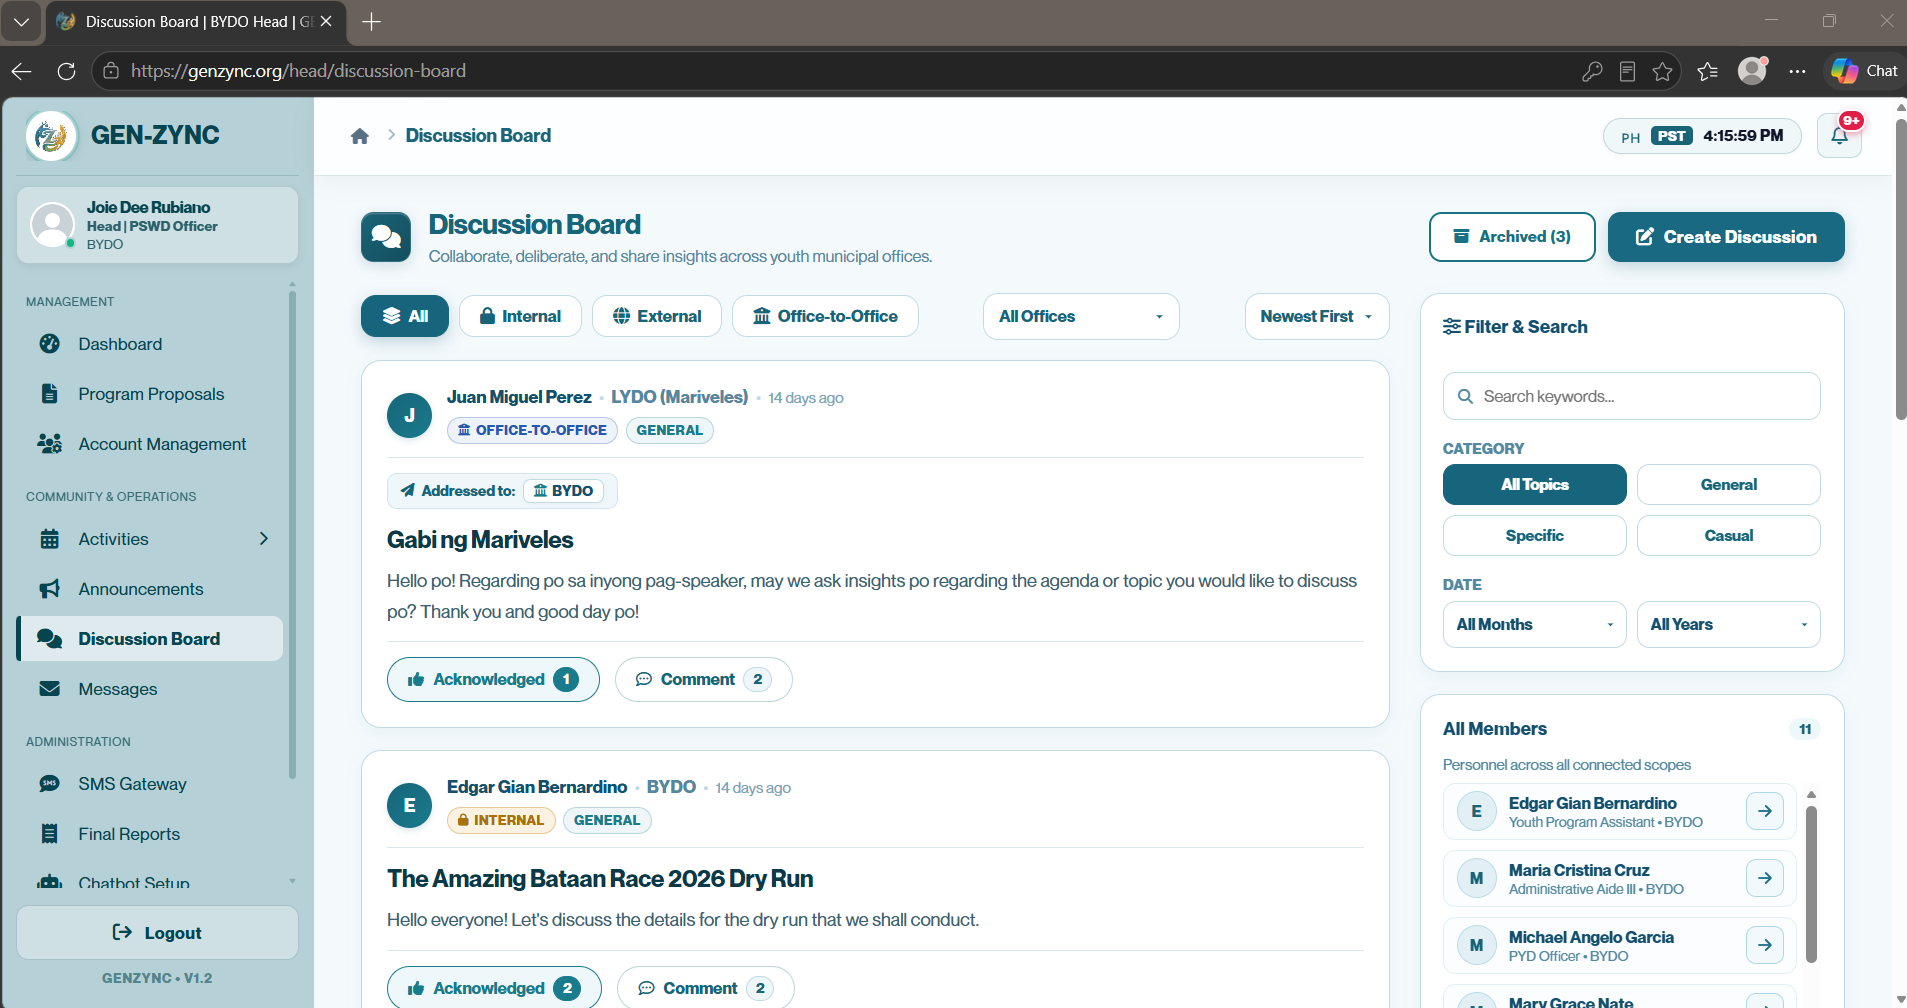 Discussion Board | BYDO Head | GE
https://genzync.org/head/discussion-board
Chat
GEN-ZYNC
Joie Dee Rubiano
Head | PSWD Officer
BYDO
MANAGEMENT
Dashboard
Program Proposals
Account Management
COMMUNITY & OPERATIONS
Activities
Announcements
Discussion Board
Messages
ADMINISTRATION
SMS
SMS Gateway
Final Reports
Chatbot Setup
Logout
GENZYNC • V1.2
Discussion Board
PH PST 4:15:59 PM
9+
Discussion Board
Collaborate, deliberate, and share insights across youth municipal offices.
Archived (3)
Create Discussion
All
Internal
External
Office-to-Office
All Offices
Newest First
J
Juan Miguel Perez • LYDO (Mariveles) • 14 days ago
OFFICE-TO-OFFICE GENERAL
Addressed to: BYDO
Gabi ng Mariveles
Hello po! Regarding po sa inyong pag-speaker, may we ask insights po regarding the agenda or topic you would like to discuss
po? Thank you and good day po!
Acknowledged 1
Comment 2
E
Edgar Gian Bernardino • BYDO • 14 days ago
INTERNAL GENERAL
The Amazing Bataan Race 2026 Dry Run
Hello everyone! Let's discuss the details for the dry run that we shall conduct.
Acknowledged 2
Comment 2
Filter & Search
Search keywords...
CATEGORY
All Topics
General
Specific
Casual
DATE
All Months
All Years
All Members 11
Personnel across all connected scopes
E
Edgar Gian Bernardino
Youth Program Assistant • BYDO
M
Maria Cristina Cruz
Administrative Aide III • BYDO
M
Michael Angelo Garcia
PYD Officer • BYDO
M
Mary Grace Nate